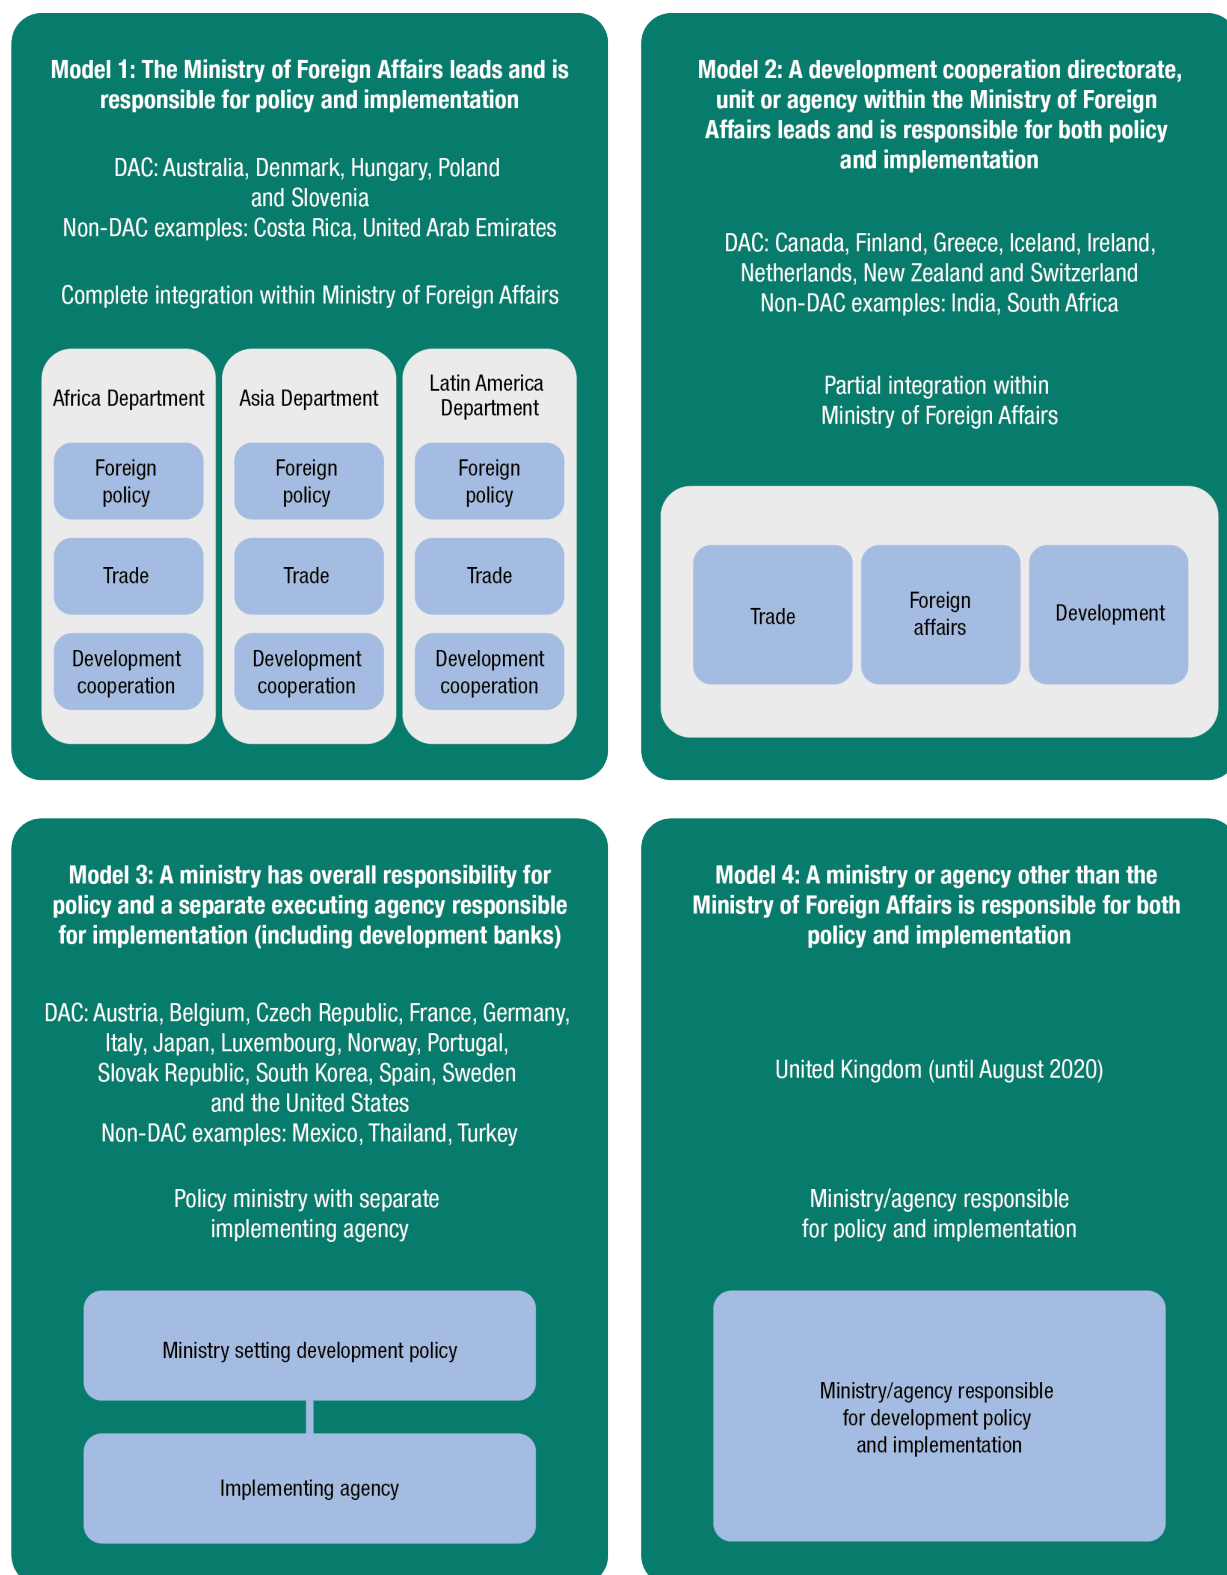 Model 1: The Ministry of Foreign Affairs leads and is
responsible for policy and implementation
DAC: Australia, Denmark, Hungary, Poland
and Slovenia
Non-DAC examples: Costa Rica, United Arab Emirates
Complete integration within Ministry of Foreign Affairs
Africa Department
Foreign
policy
Trade
Development
cooperation
Asia Department
Foreign
policy
Trade
Development
cooperation
Latin America
Department
Foreign
policy
Trade
Development
cooperation
Model 2: A development cooperation directorate,
unit or agency within the Ministry of Foreign
Affairs leads and is responsible for both policy
and implementation
DAC: Canada, Finland, Greece, Iceland, Ireland,
Netherlands, New Zealand and Switzerland
Non-DAC examples: India, South Africa
Partial integration within
Ministry of Foreign Affairs
Trade
Foreign
affairs
Development
Model 3: A ministry has overall responsibility for
policy and a separate executing agency responsible
for implementation (including development banks)
DAC: Austria, Belgium, Czech Republic, France, Germany,
Italy, Japan, Luxembourg, Norway, Portugal,
Slovak Republic, South Korea, Spain, Sweden
and the United States
Non-DAC examples: Mexico, Thailand, Turkey
Policy ministry with separate
implementing agency
Ministry setting development policy
Implementing agency
Model 4: A ministry or agency other than the
Ministry of Foreign Affairs is responsible for both
policy and implementation
United Kingdom (until August 2020)
Ministry/agency responsible
for policy and implementation
Ministry/agency responsible
for development policy
and implementation